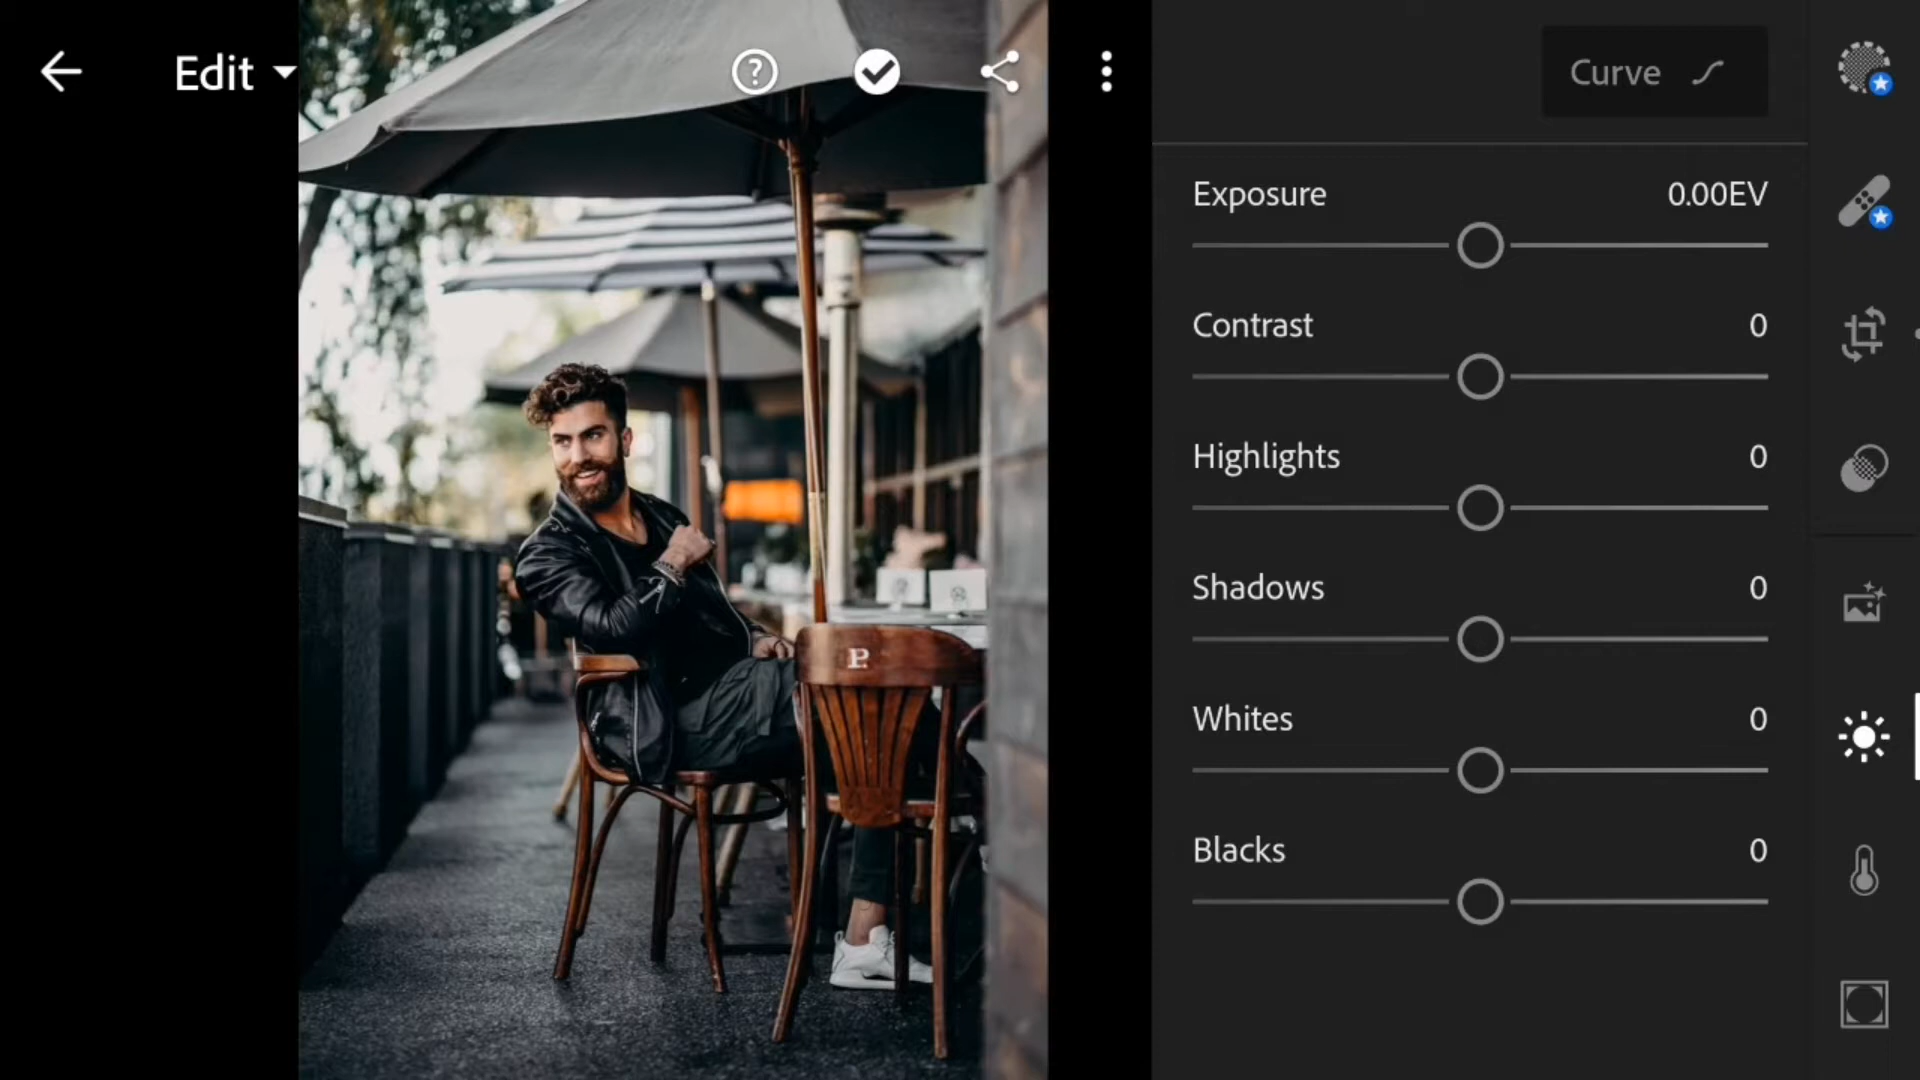 Edit
Curve
Exposure 0.00EV
Contrast 0
Highlights 0
Shadows 0
Whites 0
Blacks 0
P.